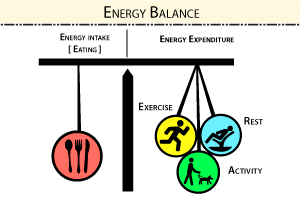 Energy Balance
Energy intake
[ Eating ]
Energy Expenditure
Exercise
Rest
Activity